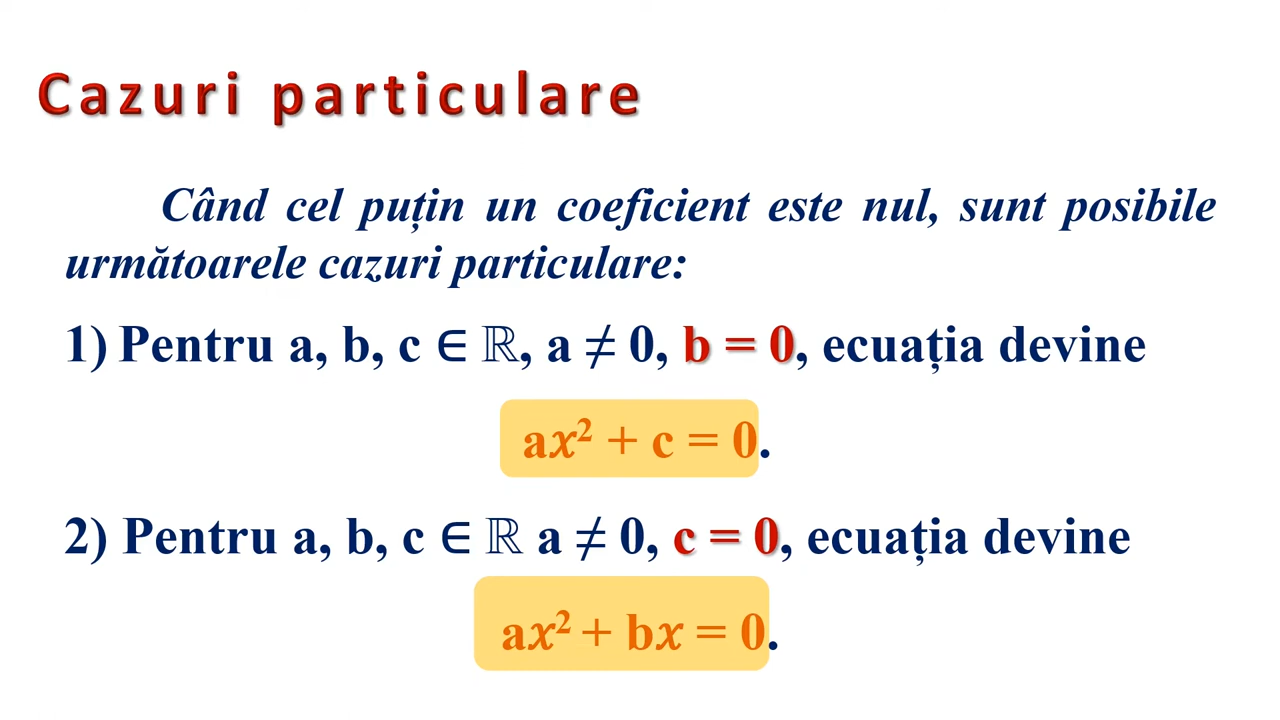 Cazuri particulare
Când cel puțin un coeficient este nul, sunt posibile
următoarele cazuri particulare:
1) Pentru a, b, c ∈ ℝ, a ≠ 0, b = 0, ecuația devine
ax² + c = 0.
2) Pentru a, b, c ∈ ℝ a ≠ 0, c = 0, ecuația devine
ax² + bx = 0.